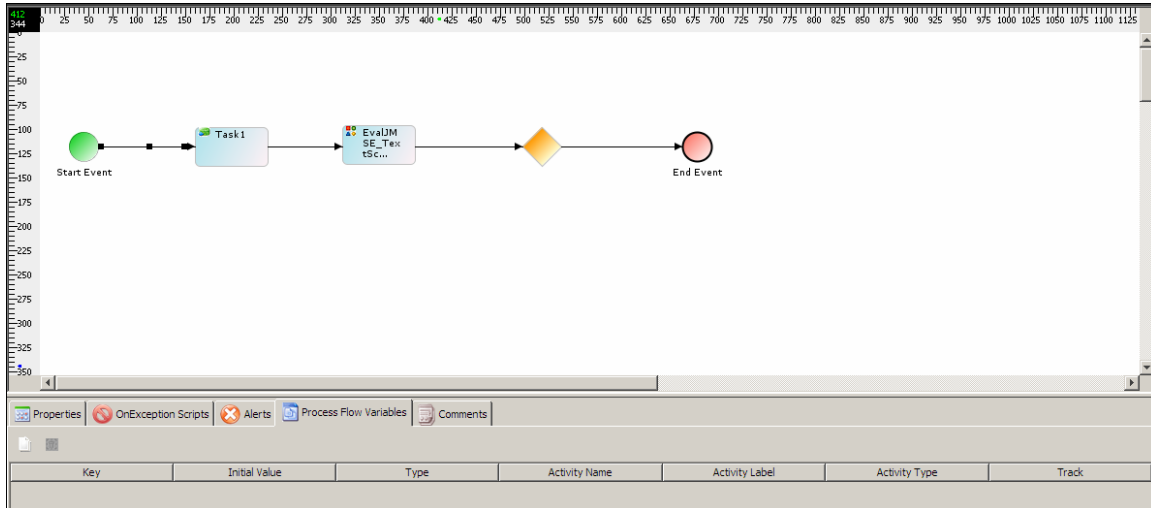 412
344
0 25 50 75 100 125 150 175 200 225 250 275 300 325 350 375 400 425 450 475 500 525 550 575 600 625 650 675 700 725 750 775 800 825 850 875 900 925 950 975 1000 1025 1050 1075 1100 1125
0
25
50
75
100
125
150
175
200
225
250
275
300
325
350
Task1
EvalJM
SE_Tex
tSc...
Start Event
End Event
Properties OnException Scripts Alerts Process Flow Variables Comments
Key Initial Value Type Activity Name Activity Label Activity Type Track